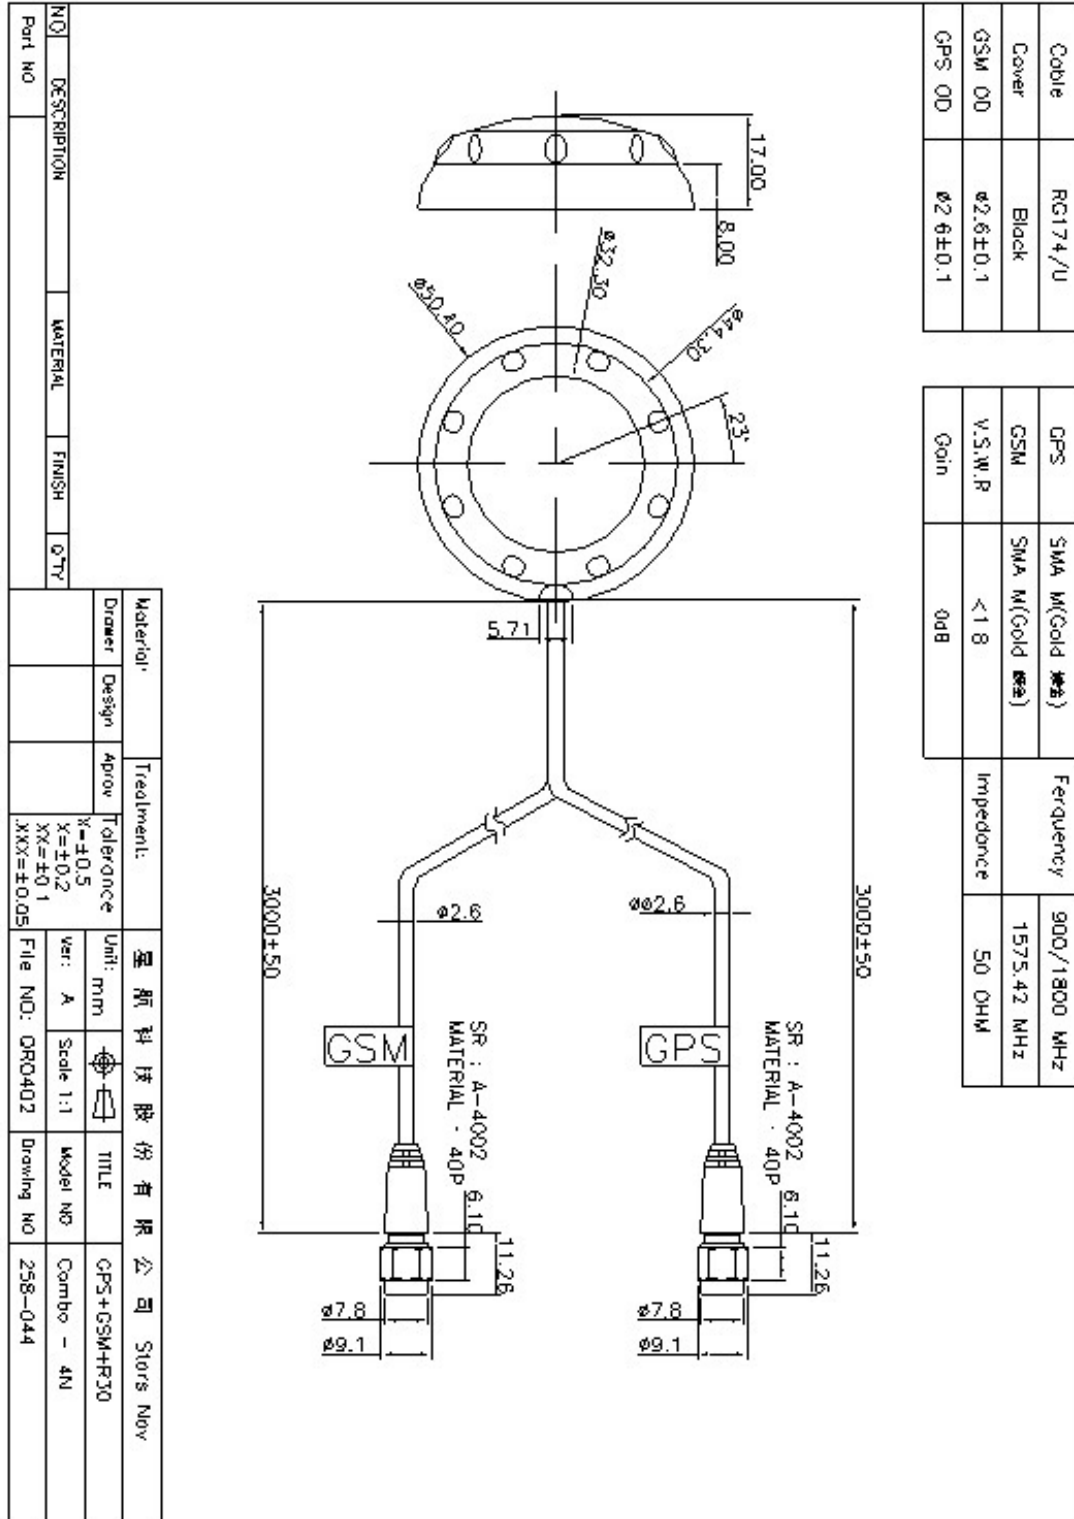 Cable RG174/U
Cover Black
GSM OD ø2.6±0.1
GPS OD ø2.6±0.1
GPS SMA M(Gold Ferquency 900/1800 MHz
GSM SMA M(Gold 1575.42 MHz
V.S.W.R <1.8 Impedance 50 OHM
Gain 0dB
17.00
8.00
ø32.30
ø50.40
ø44.30
23°
5.71
3000±50
3000±50
øø2.6
ø2.6
GPS
GSM
SR : A-4002
MATERIAL : 40P
SR : A-4002
MATERIAL : 40P
6.10
11.26
6.10
11.26
ø7.8
ø9.1
ø7.8
ø9.1
NO DESCRIPTION MATERIAL FINISH Q'TY
Part NO
Material: Treatment:
Drawer Design Aprov
Tolerance
X=±0.5
X=±0.2
XX=±0.1
.XXX=±0.05
星航科技股份有限公司 Stars Nav
Unit: mm TITLE GPS+GSM+R30
Ver: A Scale 1:1 Model NO Combo - 4N
File NO: DR0402 Drawing NO 258-044